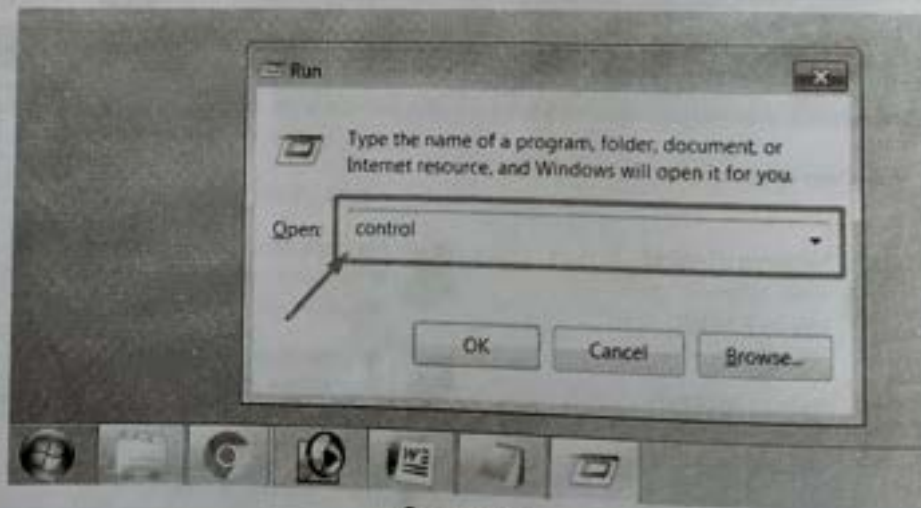 Run
Type the name of a program, folder, document, or
Internet resource, and Windows will open it for you.
Open:
control
OK
Cancel
Browse...